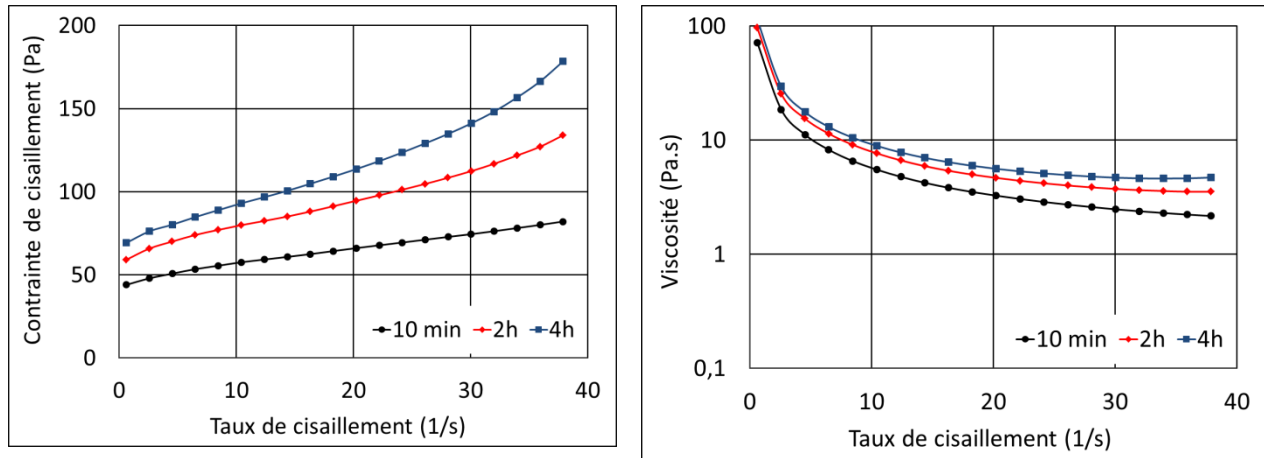 200
150
100
50
0
Contrainte de cisaillement (Pa)
10 min 2h 4h
0 10 20 30 40
Taux de cisaillement (1/s)
100
10
1
0,1
Viscosité (Pa.s)
10 min 2h 4h
0 10 20 30 40
Taux de cisaillement (1/s)